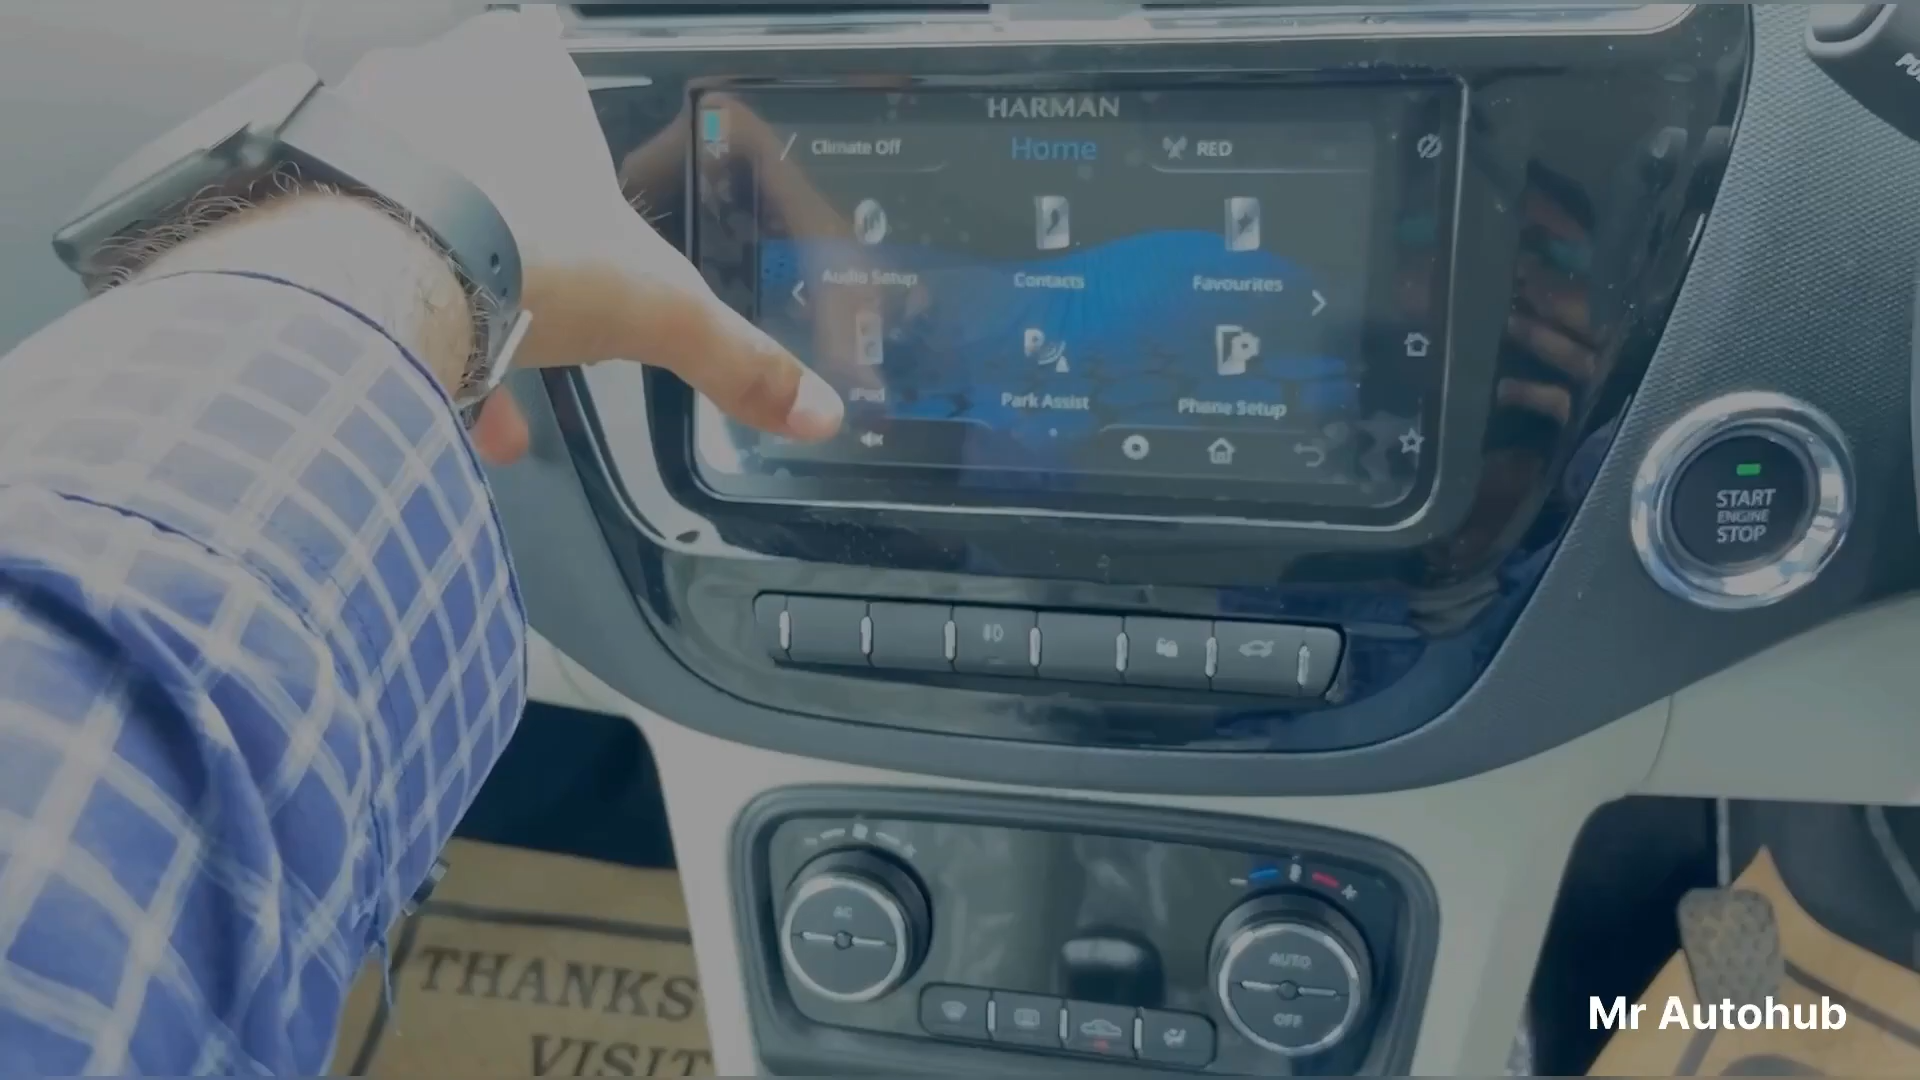 HARMAN
Climate Off
Home
RED
Audio Setup
Contacts
Favourites
iPod
Park Assist
Phone Setup
START
ENGINE
STOP
AC
AUTO
OFF
THANKS
VISIT
Mr Autohub